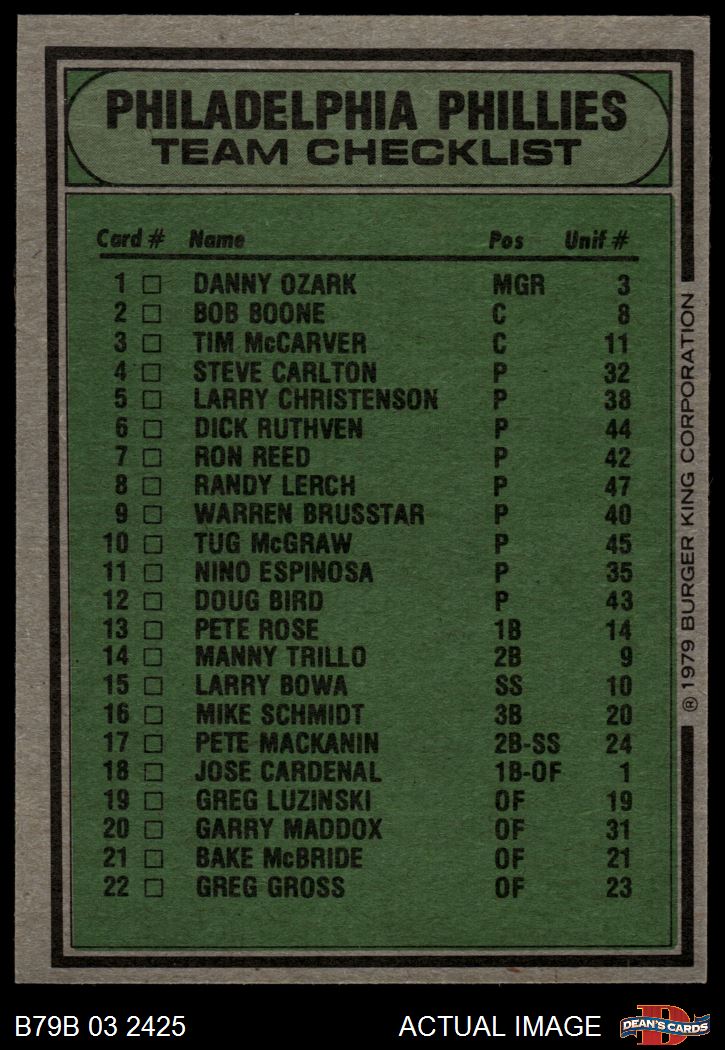 PHILADELPHIA PHILLIES
TEAM CHECKLIST
Card # Name Pos Unif #
1 DANNY OZARK MGR 3
2 BOB BOONE C 8
3 TIM McCARVER C 11
4 STEVE CARLTON P 32
5 LARRY CHRISTENSON P 38
6 DICK RUTHVEN P 44
7 RON REED P 42
8 RANDY LERCH P 47
9 WARREN BRUSSTAR P 40
10 TUG McGRAW P 45
11 NINO ESPINOSA P 35
12 DOUG BIRD P 43
13 PETE ROSE 1B 14
14 MANNY TRILLO 2B 9
15 LARRY BOWA SS 10
16 MIKE SCHMIDT 3B 20
17 PETE MACKANIN 2B-SS 24
18 JOSE CARDENAL 1B-OF 1
19 GREG LUZINSKI OF 19
20 GARRY MADDOX OF 31
21 BAKE McBRIDE OF 21
22 GREG GROSS OF 23
® 1979 BURGER KING CORPORATION
B79B 03 2425 ACTUAL IMAGE
D
DEAN'S CARDS